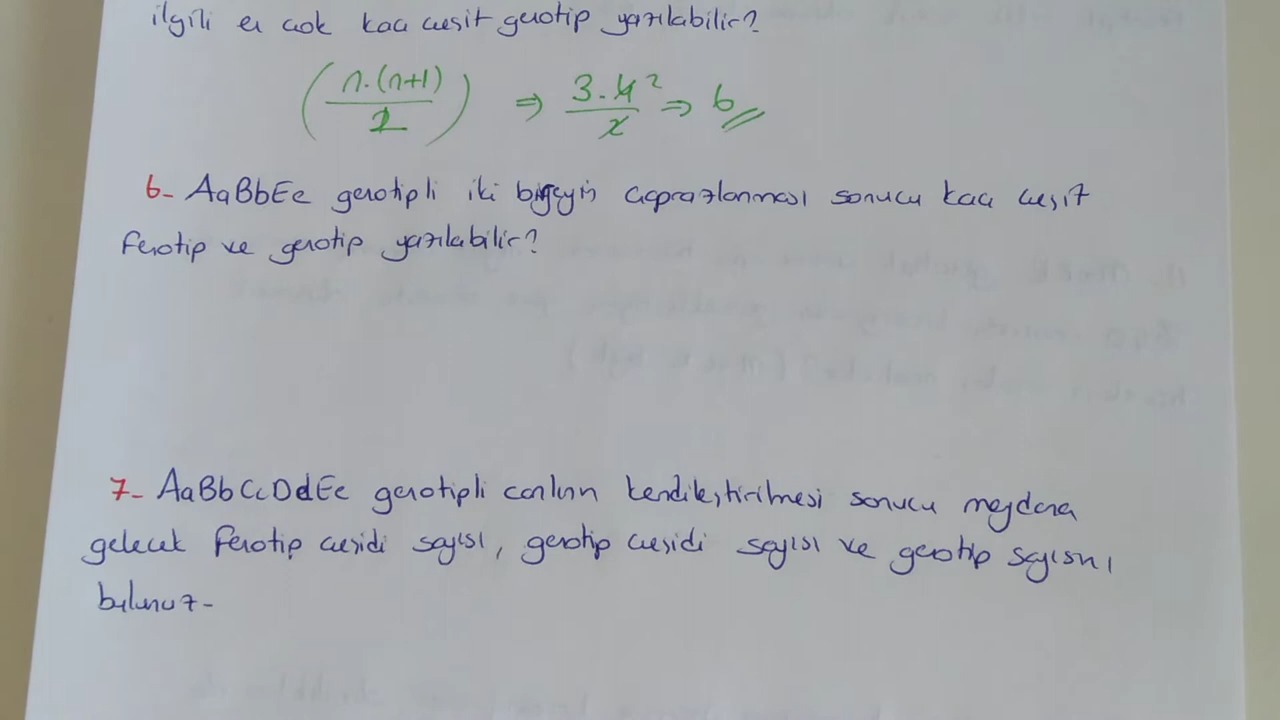 ilgili en çok kaç çeşit genotip yazılabilir?
(n.(n+1)/2) ⇒ 3.4²/2 ⇒ 6
6- AaBbEe genotipli iki bireyin çaprazlanması sonucu kaç çeşit
fenotip ve genotip yazılabilir?
7- AaBbCcDdEe genotipli canlının kendileştirilmesi sonucu meydana
gelecek fenotip çeşidi sayısı, genotip çeşidi sayısı ve genotip sayısını
bulunuz-